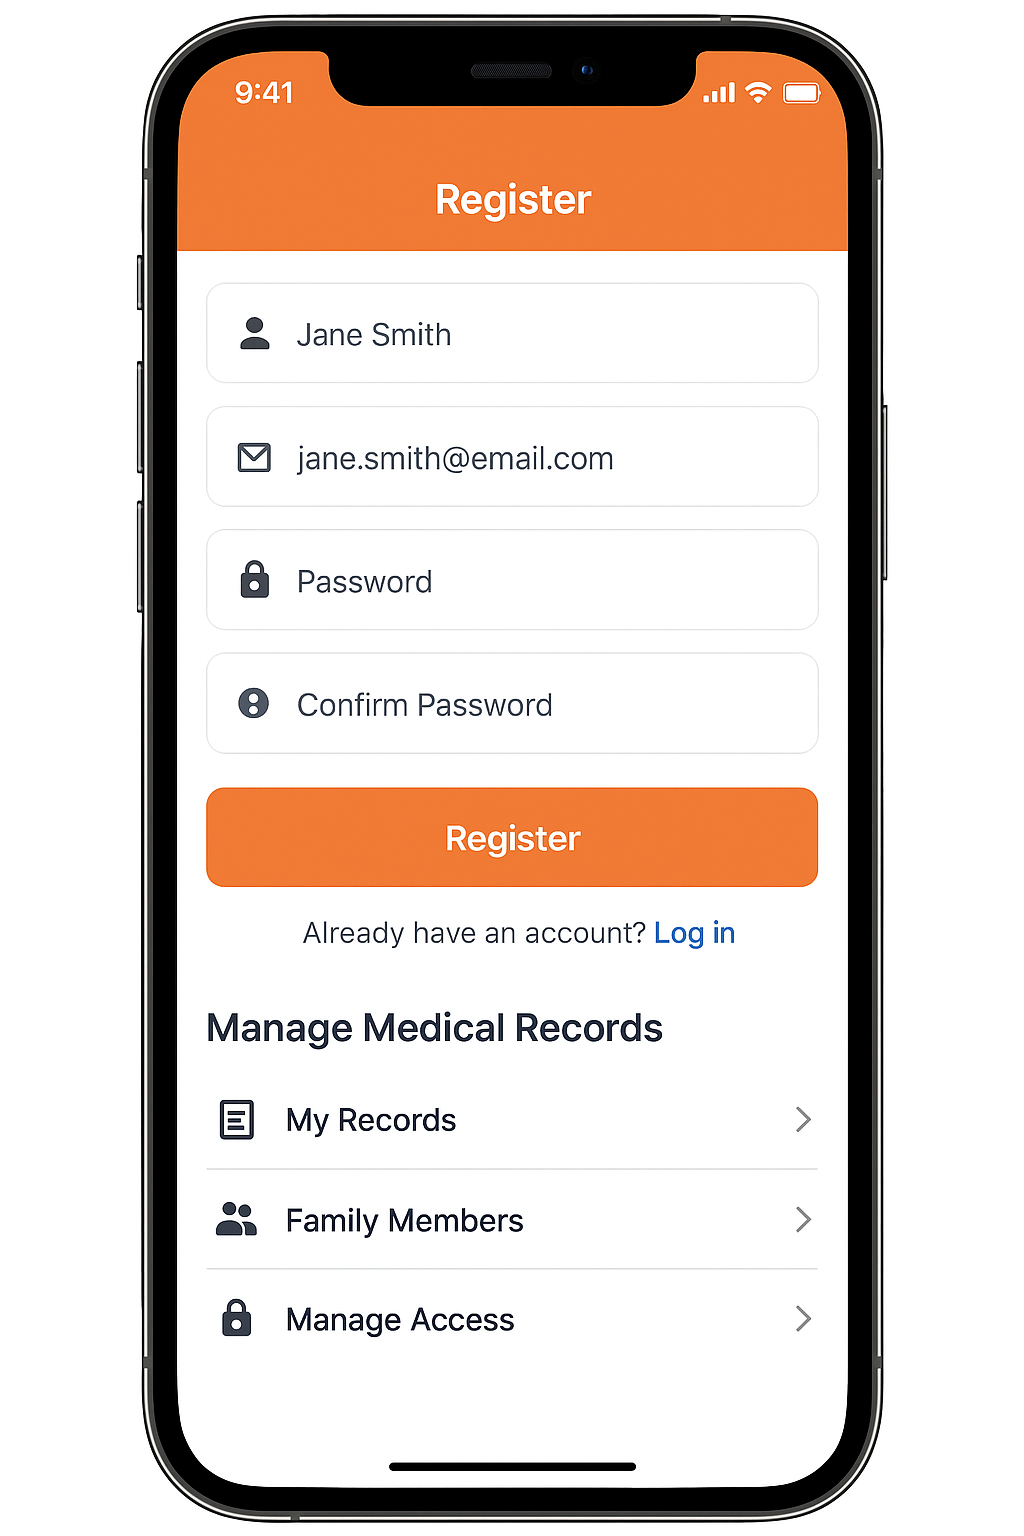 9:41
Register
Jane Smith
jane.smith@email.com
Password
Confirm Password
Register
Already have an account? Log in
Manage Medical Records
My Records
Family Members
Manage Access